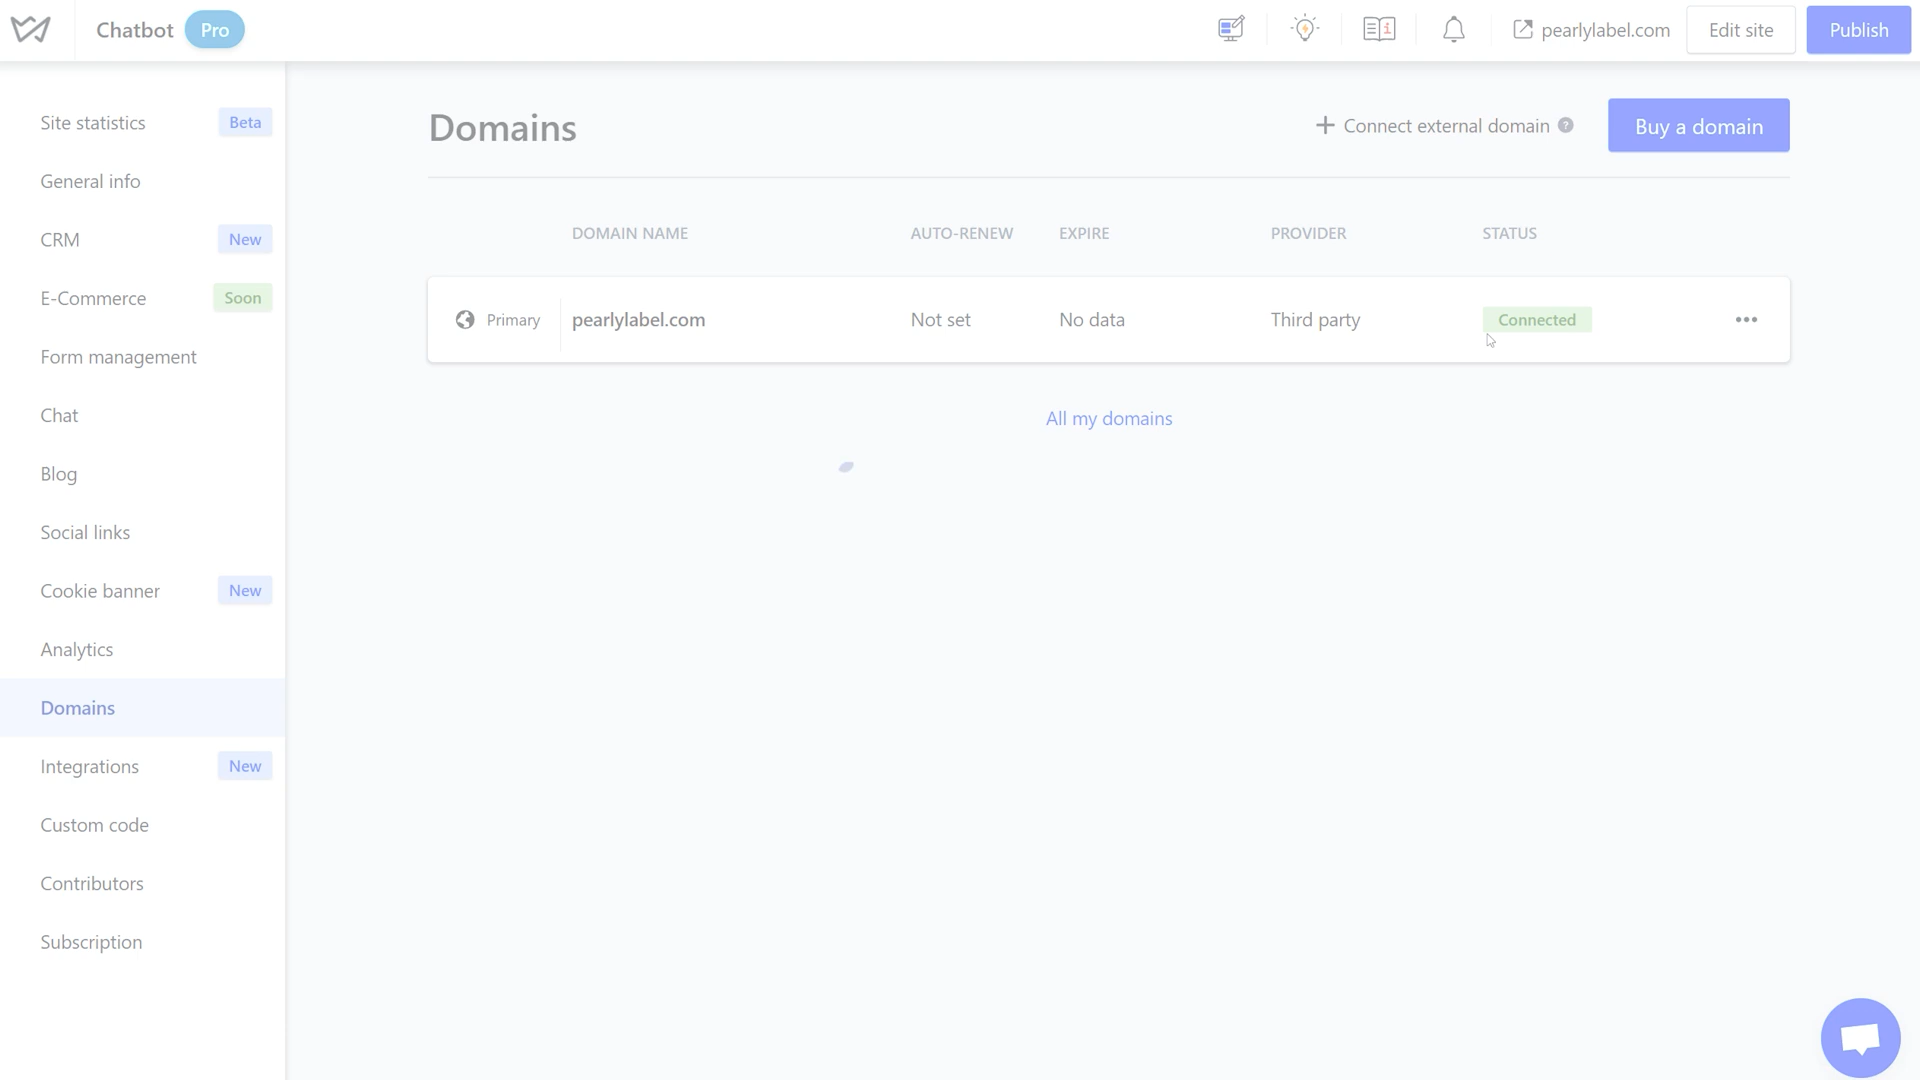 Chatbot Pro pearlylabel.com Edit site Publish
Site statistics Beta
General info
CRM New
E-Commerce Soon
Form management
Chat
Blog
Social links
Cookie banner New
Analytics
Domains
Integrations New
Custom code
Contributors
Subscription
Domains
Connect external domain ? Buy a domain
DOMAIN NAME AUTO-RENEW EXPIRE PROVIDER STATUS
Primary pearlylabel.com Not set No data Third party Connected
All my domains